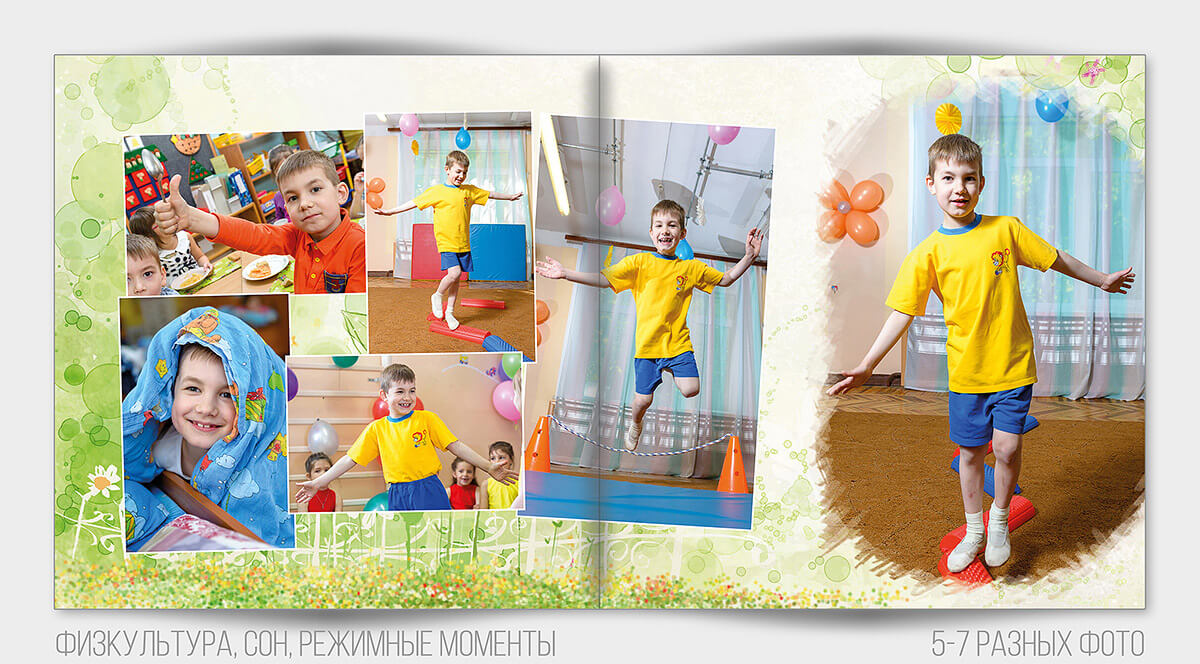 ФИЗКУЛЬТУРА, СОН, РЕЖИМНЫЕ МОМЕНТЫ
5-7 РАЗНЫХ ФОТО